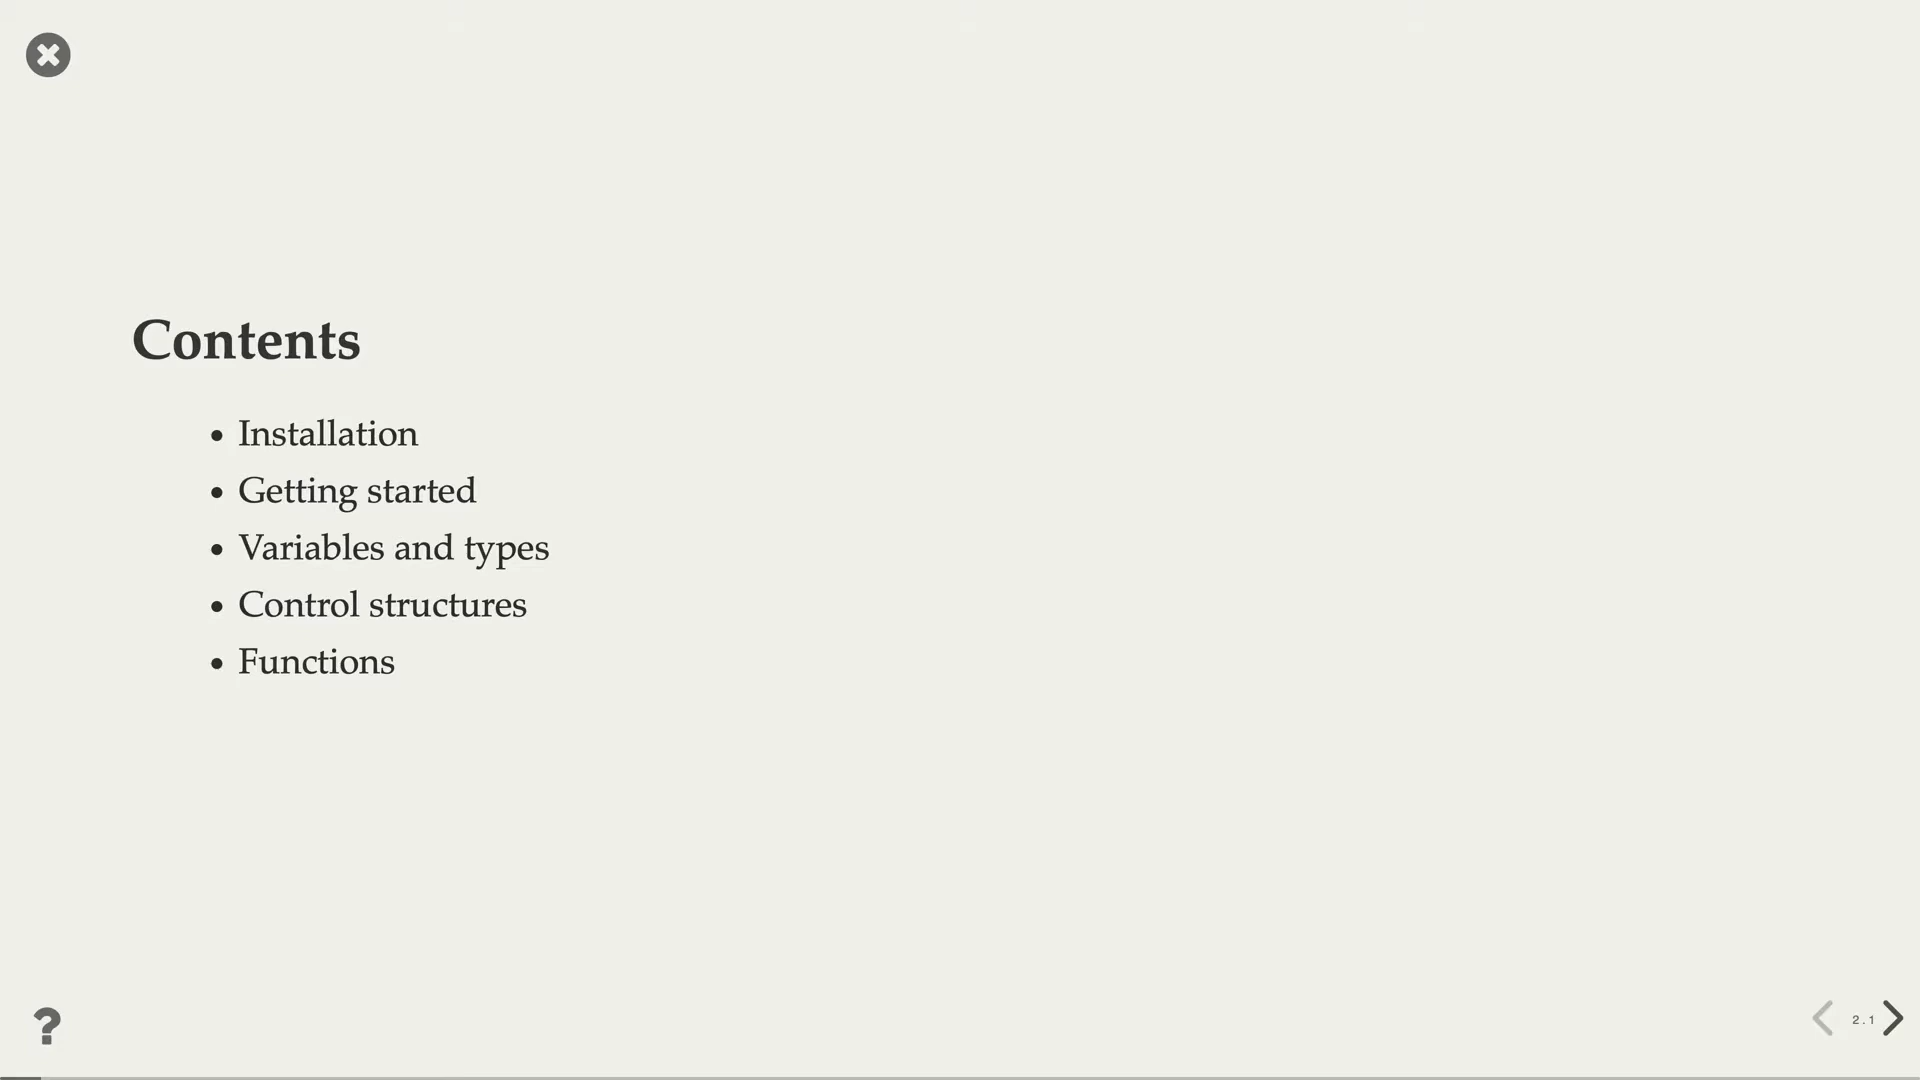 Contents
• Installation
• Getting started
• Variables and types
• Control structures
• Functions
?
2.1